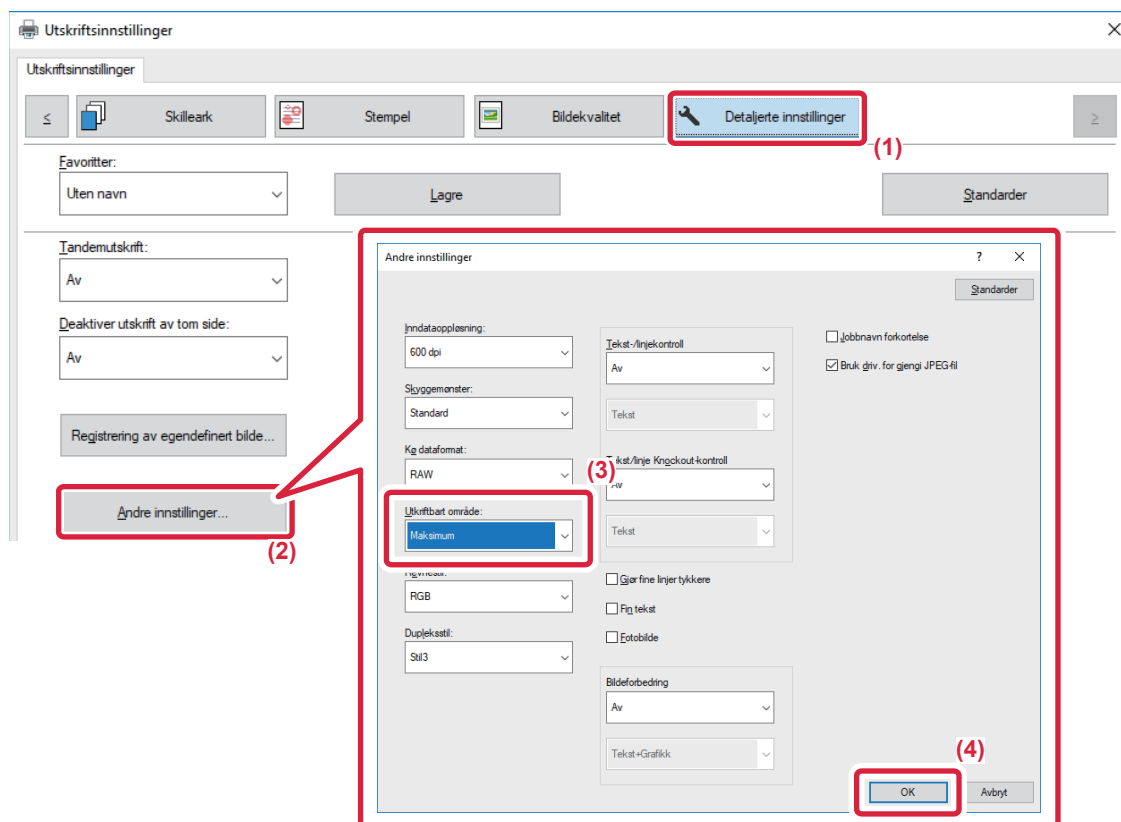 Utskriftsinnstillinger
Utskriftsinnstillinger
< Skilleark Stempel Bildekvalitet Detaljerte innstillinger >
(1)
Favoritter:
Uten navn Lagre Standarder
Tandemutskrift:
Av
Deaktiver utskrift av tom side:
Av
Registrering av egendefinert bilde...
Andre innstillinger...
(2)
Andre innstillinger ?
Standarder
Inndataoppløsning:
600 dpi
Skyggemønster:
Standard
Kø dataformat:
RAW
(3)
Utkriftbart område:
Maksimum
RGB
Dupleksstil:
Stil3
Tekst-/linjekontroll
Av
Tekst
Tekst/linje Knockout-kontroll
Av
Tekst
Gjør fine linjer tykkere
Fin tekst
Fotobilde
Bildeforbedring
Av
Tekst+Grafikk
Jobbnavn forkortelse
Bruk driv. for gjengi JPEG-fil
(4)
OK Avbryt